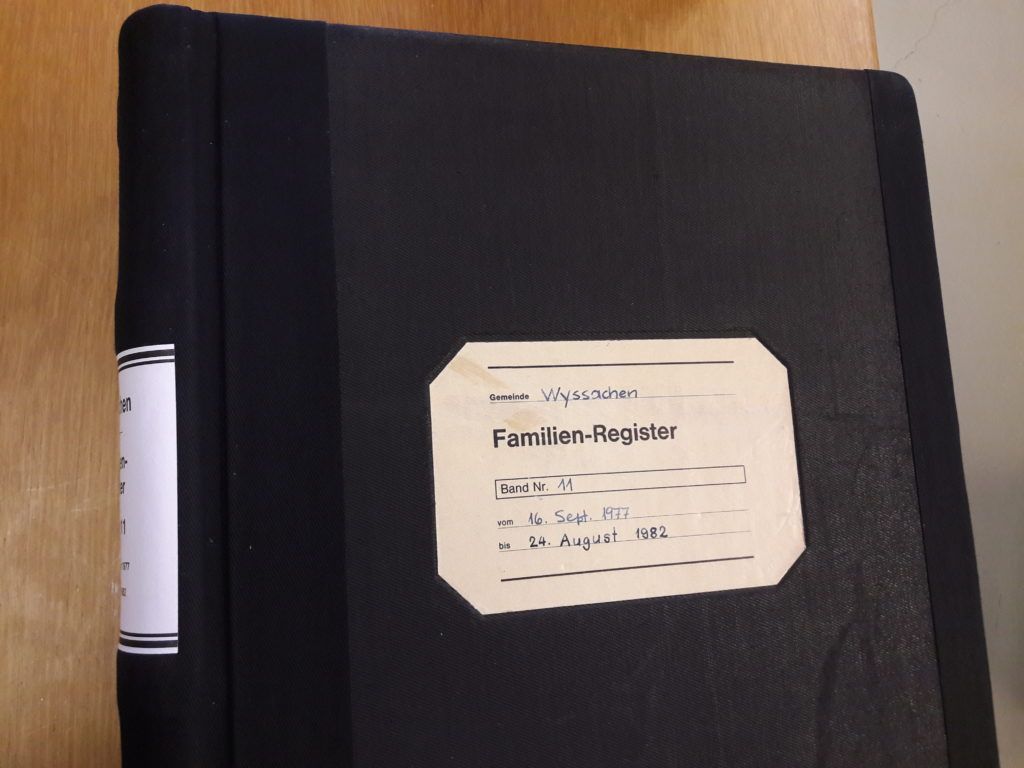 Gemeinde Wyssachen
Familien-Register
Band Nr. 11
vom 16. Sept. 1977
bis 24. August 1982